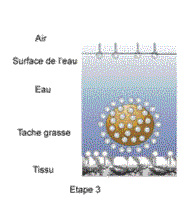 Air
Surface de l'eau
Eau
Tache grasse
Tissu
Etape 3